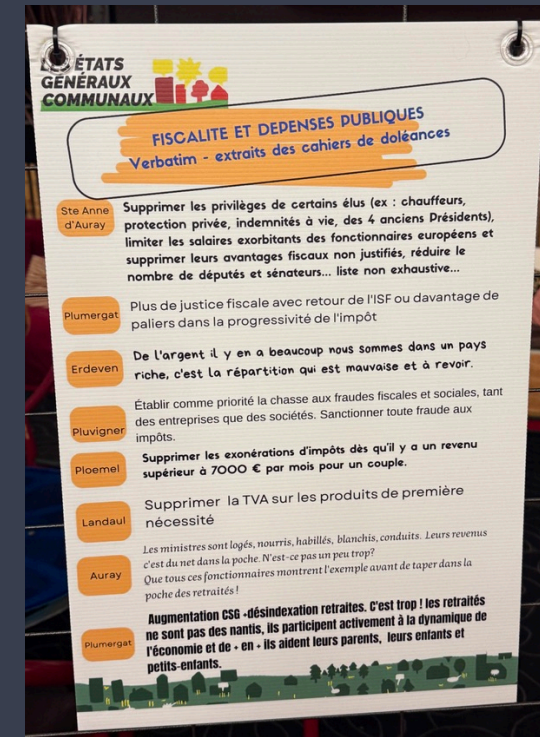 LES ÉTATS
GÉNÉRAUX
COMMUNAUX
FISCALITE ET DEPENSES PUBLIQUES
Verbatim - extraits des cahiers de doléances
Ste Anne
d'Auray
Supprimer les privilèges de certains élus (ex : chauffeurs,
protection privée, indemnités à vie, des 4 anciens Présidents),
limiter les salaires exorbitants des fonctionnaires européens et
supprimer leurs avantages fiscaux non justifiés, réduire le
nombre de députés et sénateurs... liste non exhaustive...
Plumergat
Plus de justice fiscale avec retour de l'ISF ou davantage de
paliers dans la progressivité de l'impôt
Erdeven
De l'argent il y en a beaucoup nous sommes dans un pays
riche, c'est la répartition qui est mauvaise et à revoir.
Pluvigner
Établir comme priorité la chasse aux fraudes fiscales et sociales, tant
des entreprises que des sociétés. Sanctionner toute fraude aux
impôts.
Ploemel
Supprimer les exonérations d'impôts dès qu'il y a un revenu
supérieur à 7000 € par mois pour un couple.
Landaul
Supprimer la TVA sur les produits de première
nécessité
Auray
Les ministres sont logés, nourris, habillés, blanchis, conduits. Leurs revenus
c'est du net dans la poche. N'est-ce pas un peu trop?
Que tous ces fonctionnaires montrent l'exemple avant de taper dans la
poche des retraités !
Plumergat
Augmentation CSG +désindexation retraites. C'est trop ! les retraités
ne sont pas des nantis, ils participent activement à la dynamique de
l'économie et de + en + ils aident leurs parents, leurs enfants et
petits-enfants.